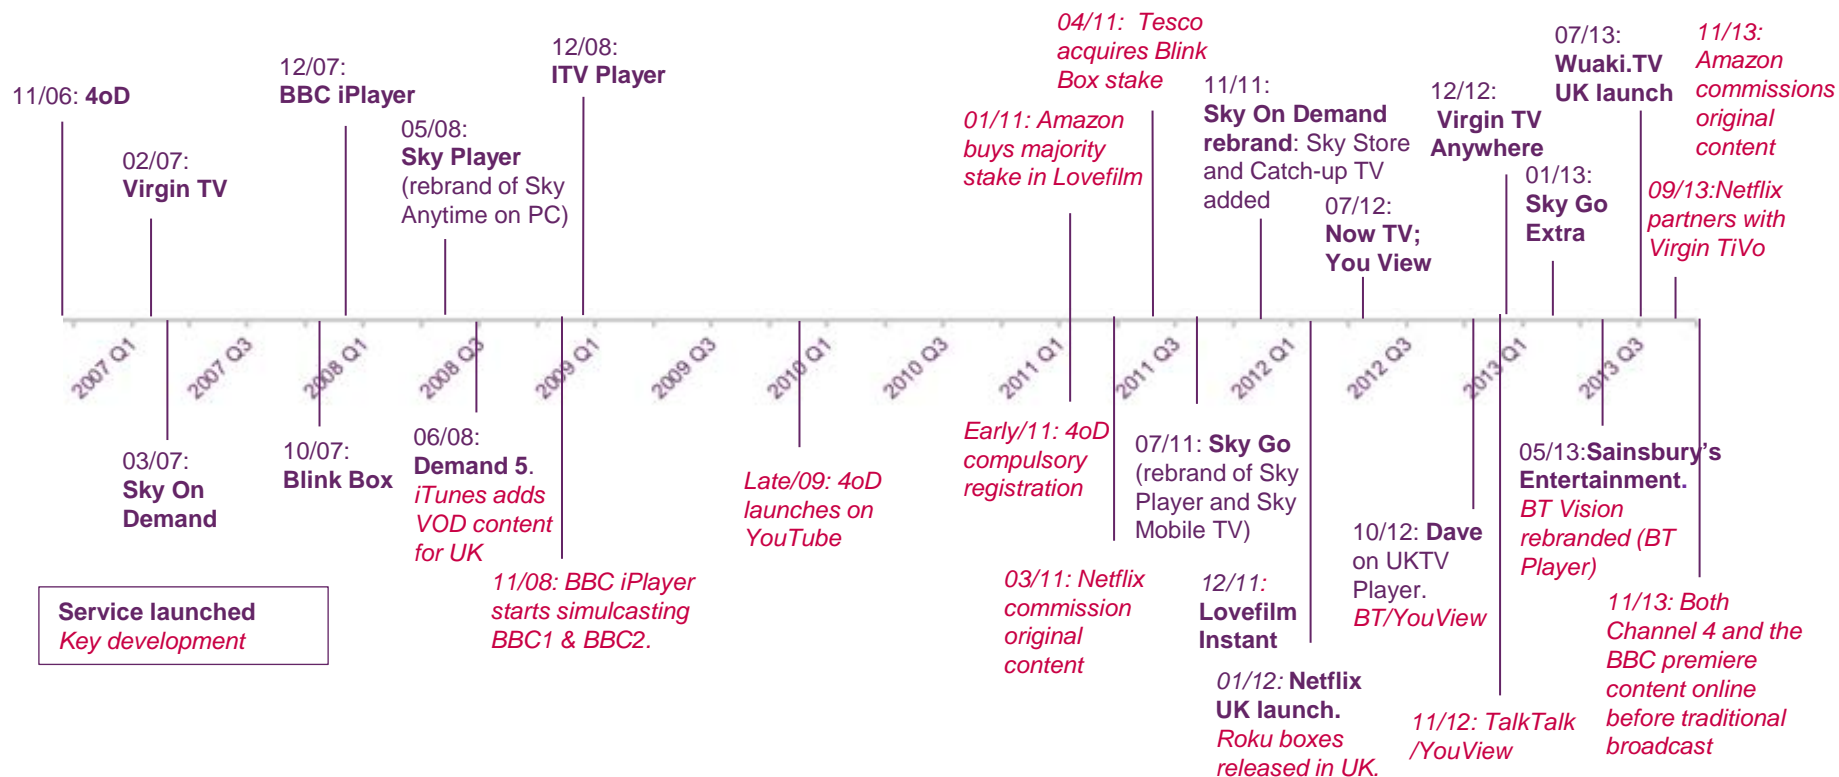 11/06: 4oD
02/07:
Virgin TV
12/07:
BBC iPlayer
05/08:
Sky Player
(rebrand of Sky
Anytime on PC)
12/08:
ITV Player
01/11: Amazon
buys majority
stake in Lovefilm
04/11: Tesco
acquires Blink
Box stake
11/11:
Sky On Demand
rebrand: Sky Store
and Catch-up TV
added
07/12:
Now TV;
You View
12/12:
Virgin TV
Anywhere
01/13:
Sky Go
Extra
07/13:
Wuaki.TV
UK launch
11/13:
Amazon
commissions
original
content
09/13:Netflix
partners with
Virgin TiVo
2007 Q1
2007 Q3
2008 Q1
2008 Q3
2009 Q1
2009 Q3
2010 Q1
2010 Q3
2011 Q1
2011 Q3
2012 Q1
2012 Q3
2013 Q1
2013 Q3
03/07:
Sky On
Demand
10/07:
Blink Box
06/08:
Demand 5.
iTunes adds
VOD content
for UK
11/08: BBC iPlayer
starts simulcasting
BBC1 & BBC2.
Late/09: 4oD
launches on
YouTube
Early/11: 4oD
compulsory
registration
03/11: Netflix
commission
original
content
07/11: Sky Go
(rebrand of Sky
Player and Sky
Mobile TV)
12/11:
Lovefilm
Instant
01/12: Netflix
UK launch.
Roku boxes
released in UK.
10/12: Dave
on UKTV
Player.
BT/YouView
11/12: TalkTalk
/YouView
05/13:Sainsbury's
Entertainment.
BT Vision
rebranded (BT
Player)
11/13: Both
Channel 4 and the
BBC premiere
content online
before traditional
broadcast
Service launched
Key development